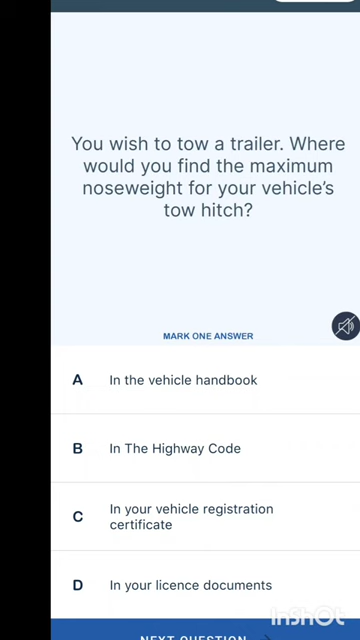 You wish to tow a trailer. Where
would you find the maximum
noseweight for your vehicle's
tow hitch?
MARK ONE ANSWER
A In the vehicle handbook
B In The Highway Code
C In your vehicle registration
certificate
D In your licence documents
NEXT QUESTION
InShOt